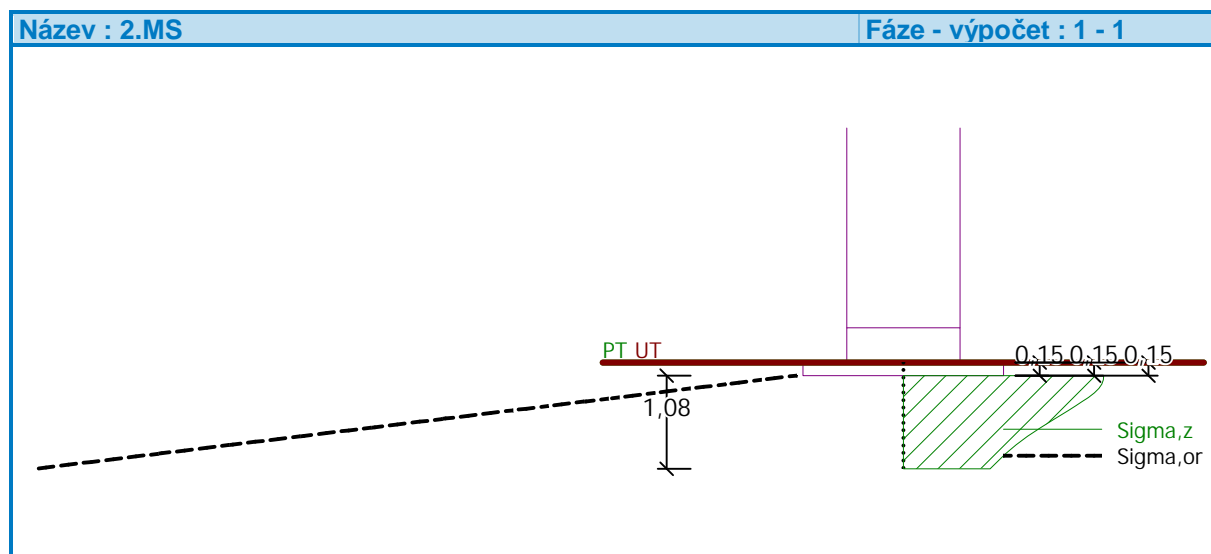 Název : 2.MS
Fáze - výpočet : 1 - 1
PT UT
0,15 0,15 0,15
1,08
Sigma,z
Sigma,or